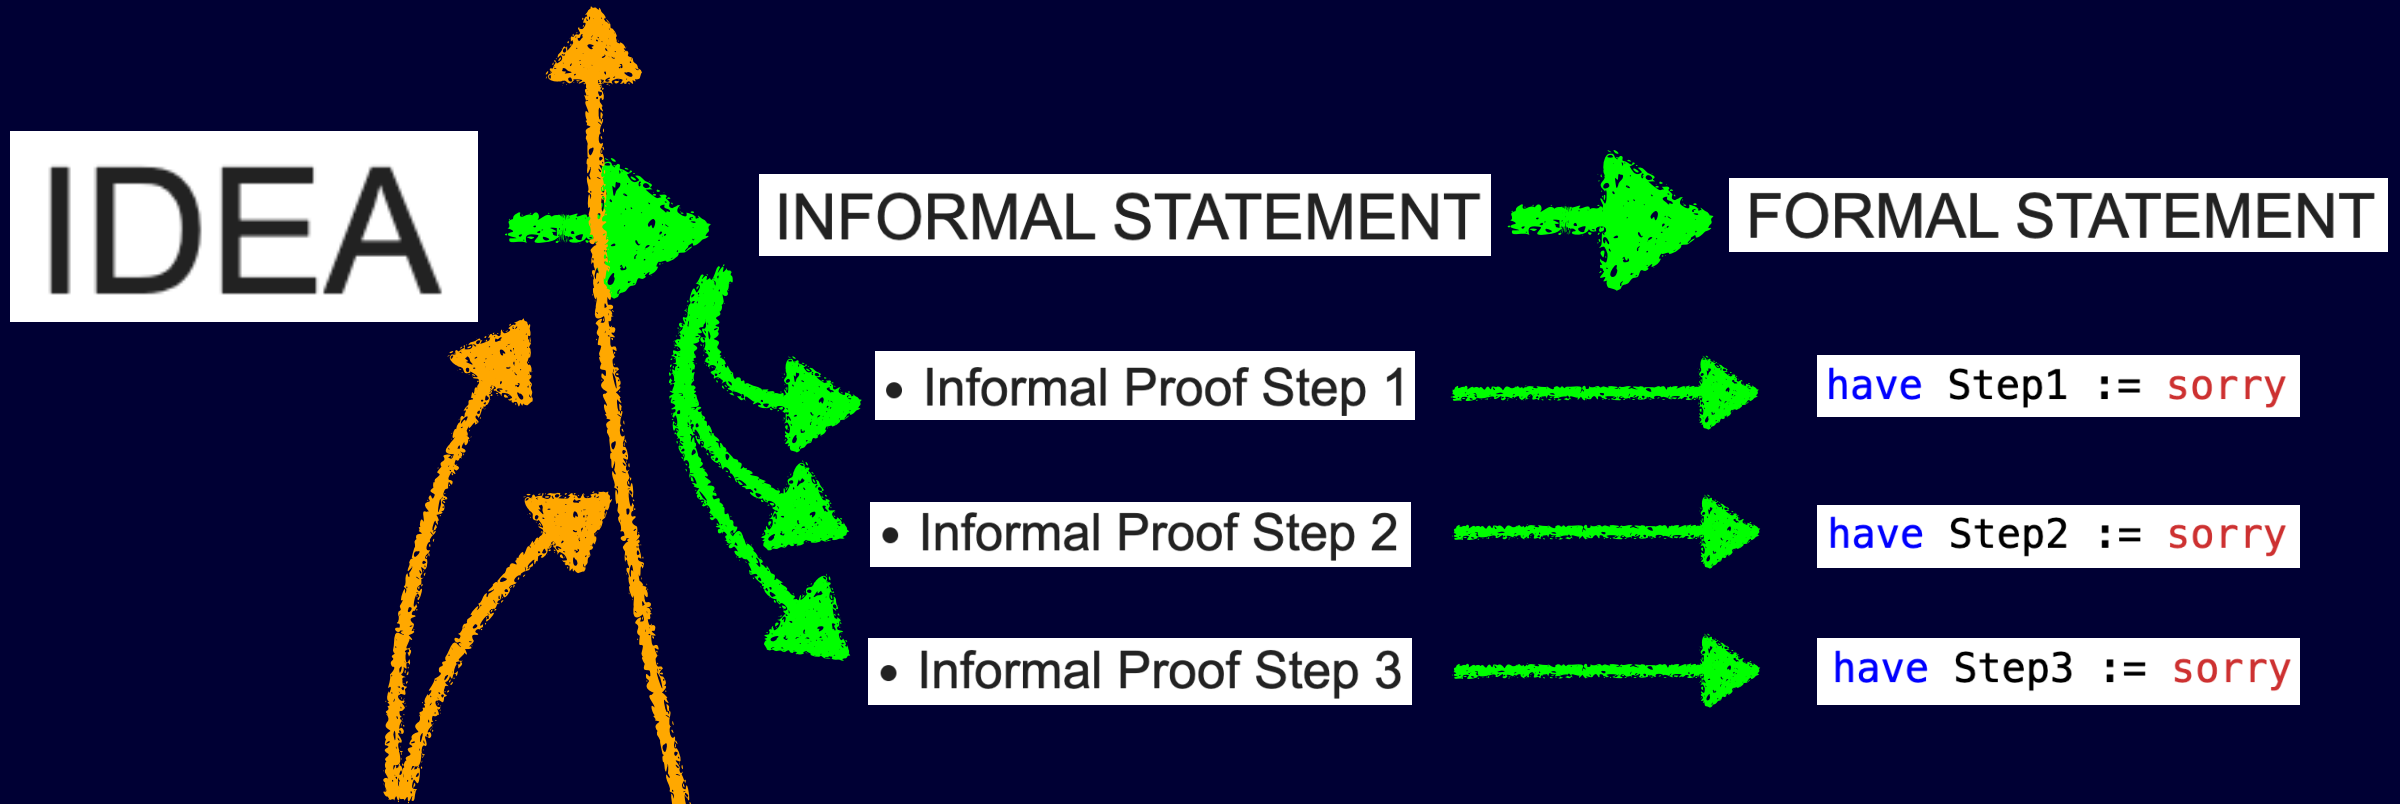 IDEA
INFORMAL STATEMENT
FORMAL STATEMENT
• Informal Proof Step 1
have Step1 := sorry
• Informal Proof Step 2
have Step2 := sorry
• Informal Proof Step 3
have Step3 := sorry